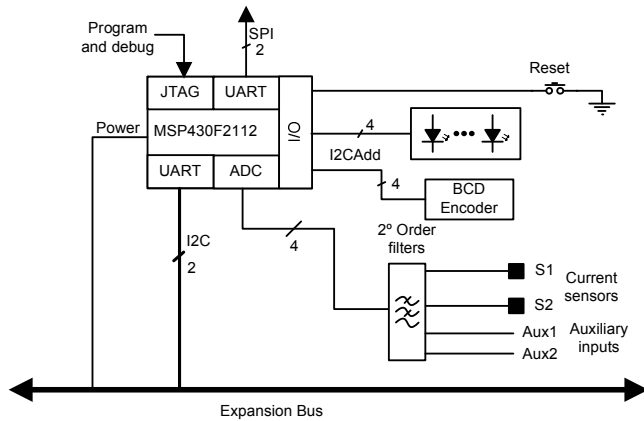 Program
and debug
SPI
2
Reset
JTAG
UART
I/O
Power
MSP430F2112
4
I2CAdd
UART
ADC
4
BCD
Encoder
I2C
2
4
2º Order
filters
S1
Current
sensors
S2
Aux1
Auxiliary
inputs
Aux2
Expansion Bus